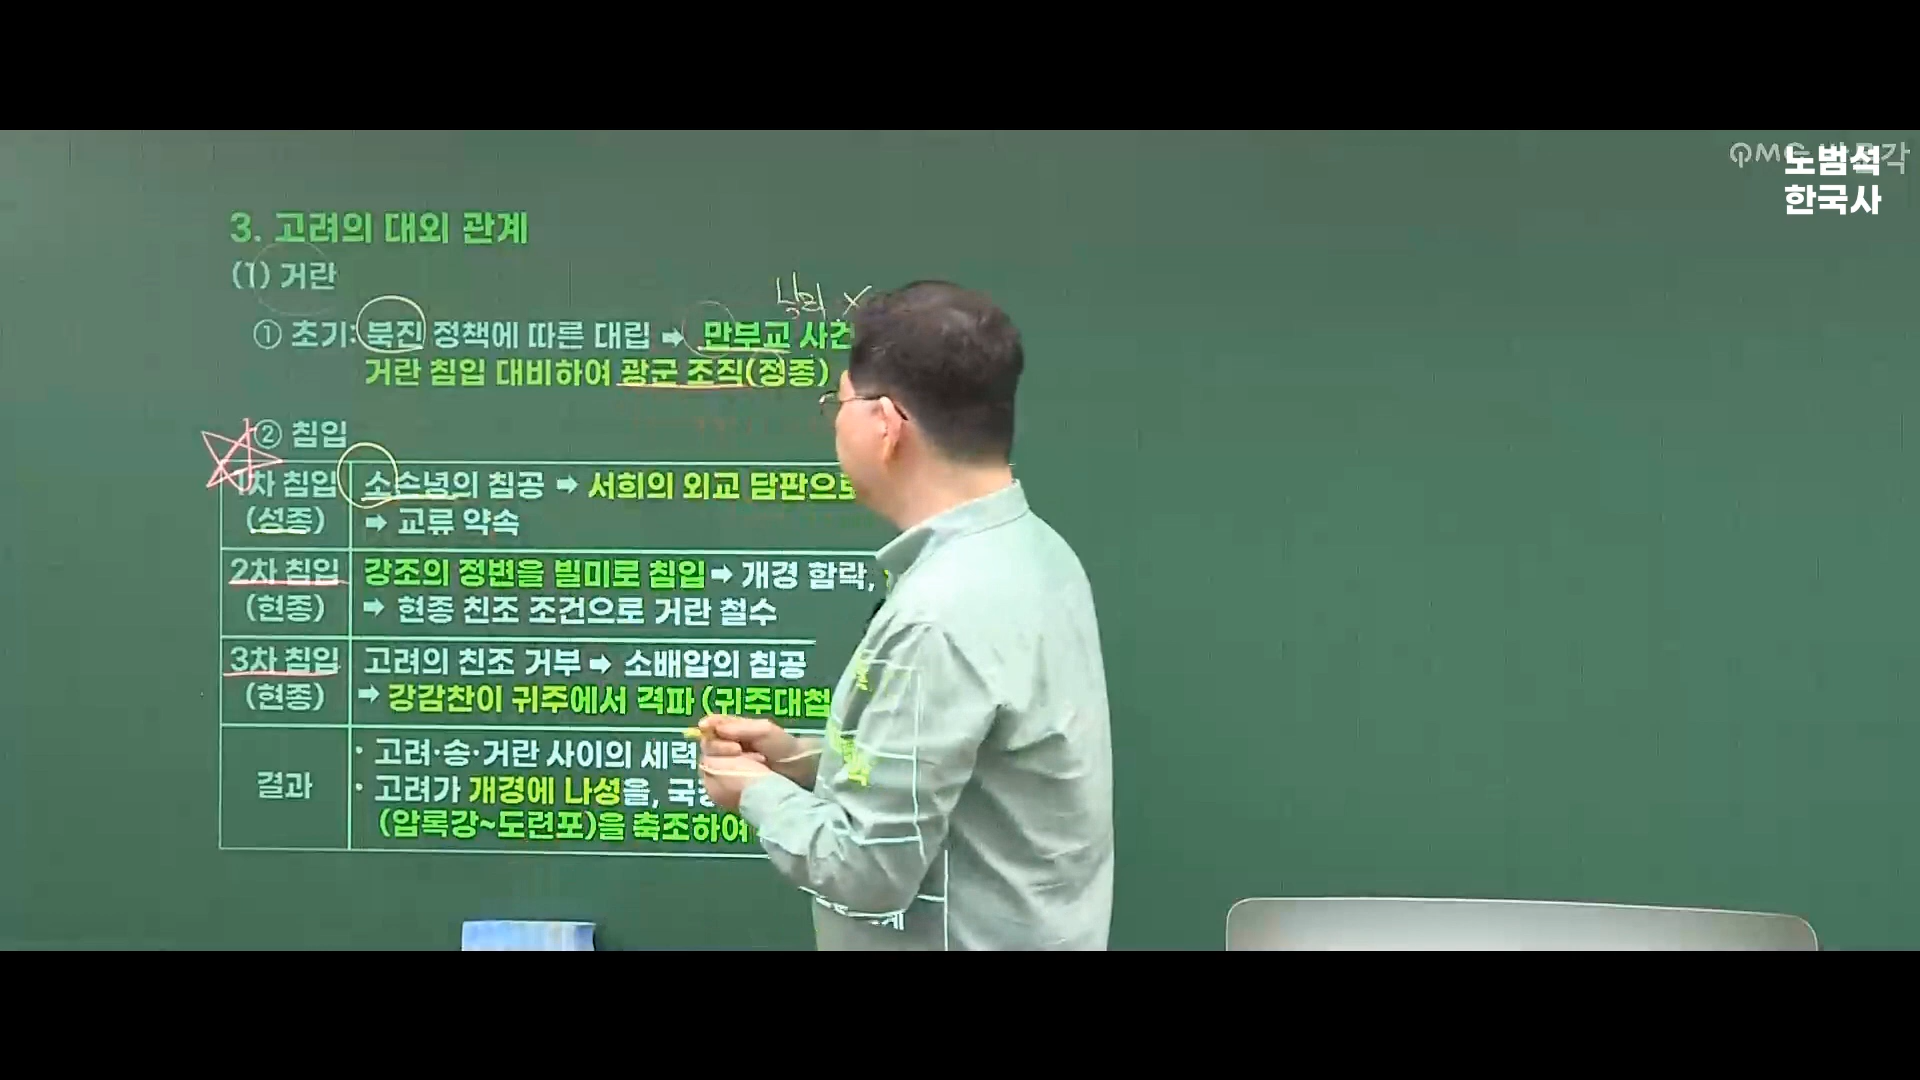 노범석
한국사
3. 고려의 대외 관계
(1) 거란
① 초기: 북진 정책에 따른 대립 ➡ 만부교 사건
거란 침입 대비하여 광군 조직(정종)
② 침입
1차 침입
(성종)
소손녕의 침공 ➡ 서희의 외교 담판으로
➡ 교류 약속
2차 침입
(현종)
강조의 정변을 빌미로 침입 ➡ 개경 함락,
➡ 현종 친조 조건으로 거란 철수
3차 침입
(현종)
고려의 친조 거부 ➡ 소배압의 침공
➡ 강감찬이 귀주에서 격파 (귀주대첩
결과
· 고려·송·거란 사이의 세력
· 고려가 개경에 나성을,
(압록강~도련포)을 축조하여